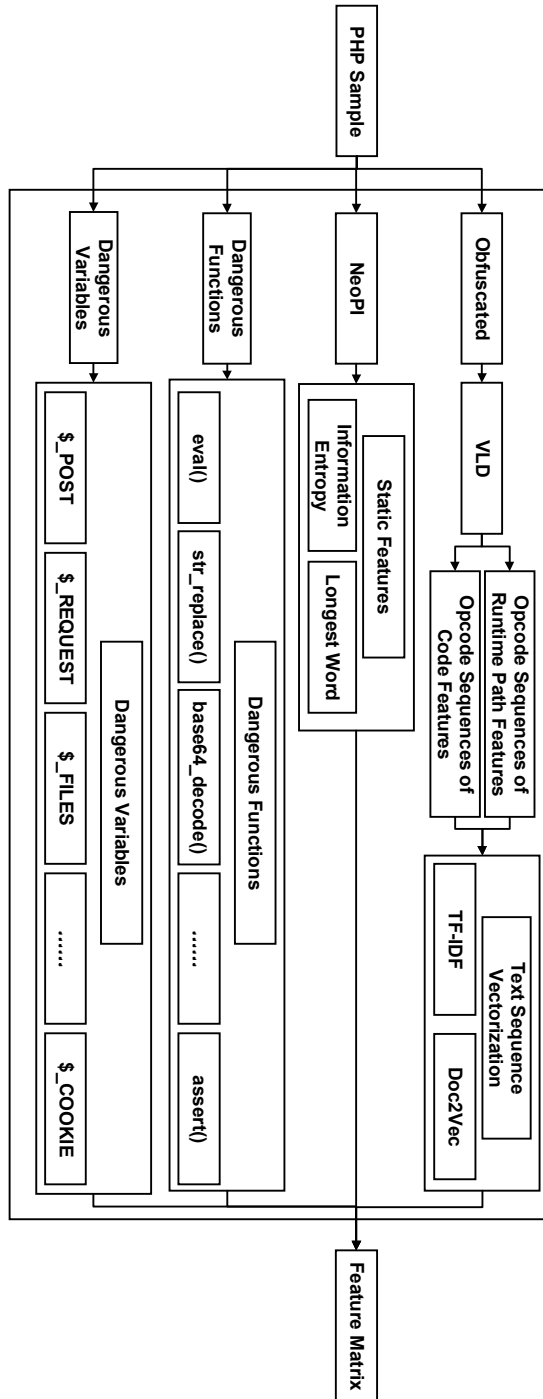 PHP Sample
Obfuscated
VLD
Opcode Sequences of
Runtime Path Features
Opcode Sequences of
Code Features
Text Sequence
Vectorization
TF-IDF
Doc2Vec
NeoPI
Static Features
Information
Entropy
Longest Word
Dangerous
Functions
Dangerous Functions
eval()
str_replace()
base64_decode()
......
assert()
Dangerous
Variables
Dangerous Variables
$_POST
$_REQUEST
$_FILES
......
$_COOKIE
Feature Matrix